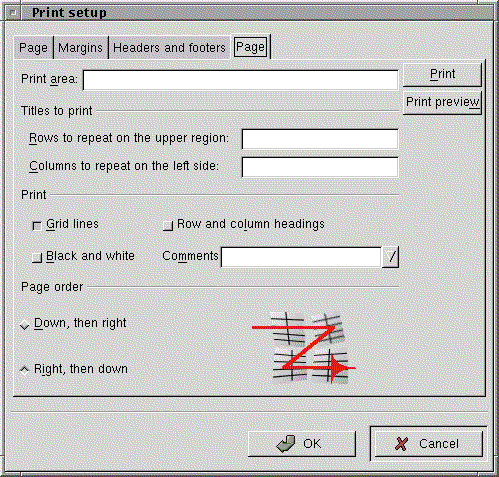 Print setup
Page Margins Headers and footers Page
Print area:
Print
Print preview
Titles to print
Rows to repeat on the upper region:
Columns to repeat on the left side:
Print
Grid lines
Row and column headings
Black and white
Comments
Page order
Down, then right
Right, then down
OK
Cancel